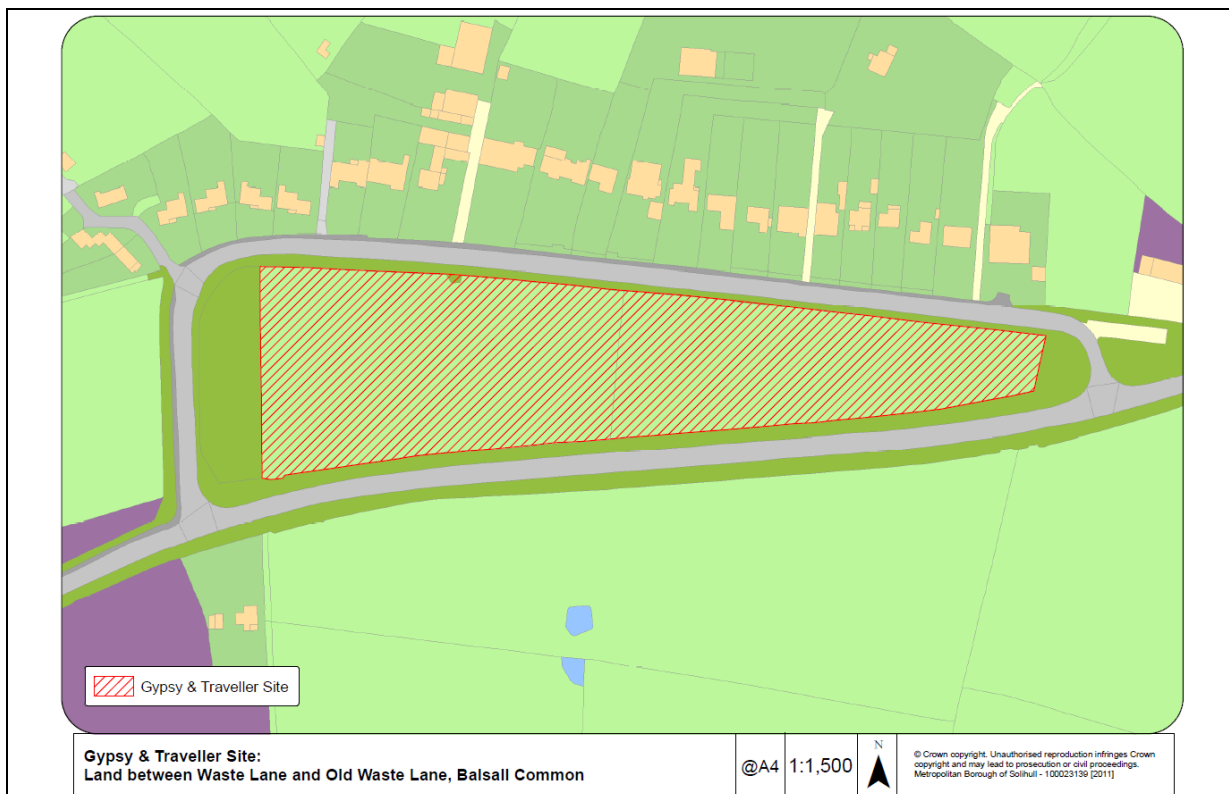 Gypsy & Traveller Site
Gypsy & Traveller Site:
Land between Waste Lane and Old Waste Lane, Balsall Common
@A4
1:1,500
N
© Crown copyright. Unauthorised reproduction infringes Crown
copyright and may lead to prosecution or civil proceedings.
Metropolitan Borough of Solihull - 100023139 [2011]